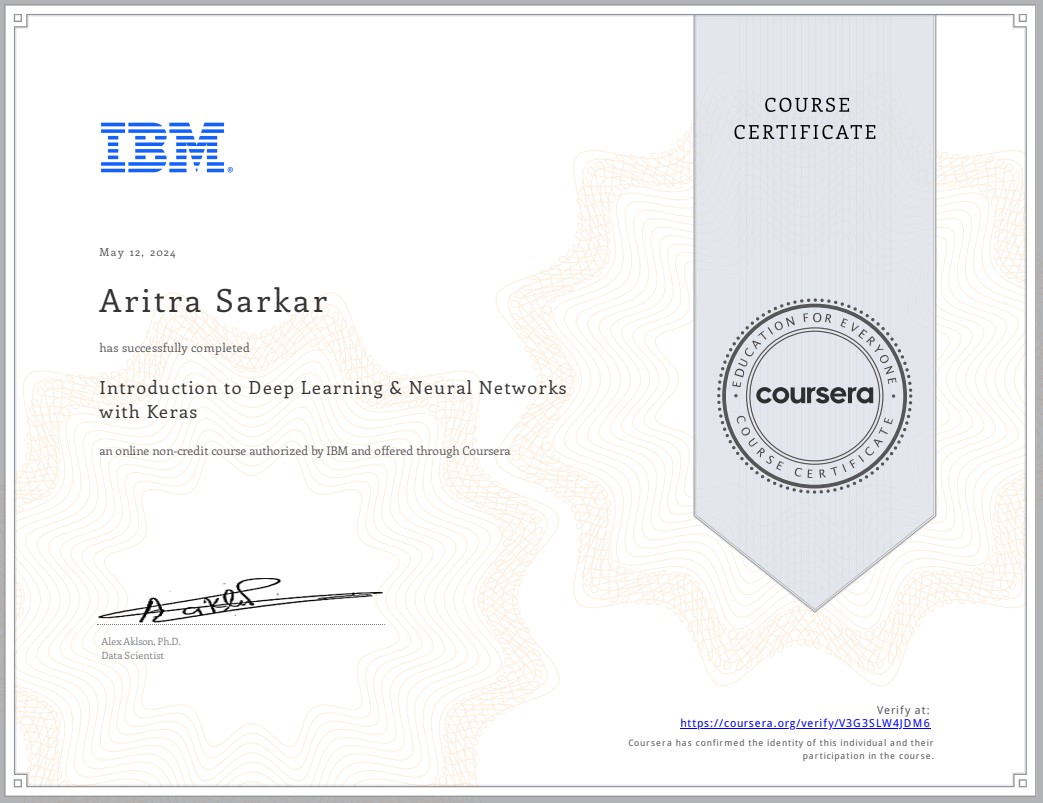 COURSE
CERTIFICATE
IBM®
May 12, 2024
Aritra Sarkar
has successfully completed
Introduction to Deep Learning & Neural Networks
with Keras
an online non-credit course authorized by IBM and offered through Coursera
EDUCATION FOR EVERYONE
coursera
COURSE CERTIFICATE
Alex Aklson, Ph.D.
Data Scientist
Verify at:
https://coursera.org/verify/V3G3SLW4JDM6
Coursera has confirmed the identity of this individual and their
participation in the course.